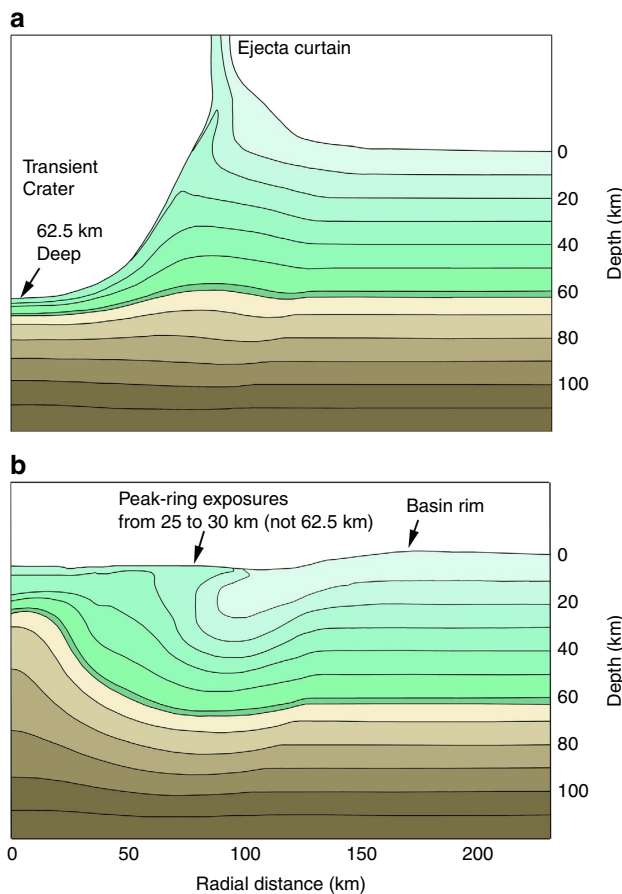 a
Ejecta curtain
Transient
Crater
62.5 km
Deep
0
20
40
60
80
100
Depth (km)
b
Peak-ring exposures
from 25 to 30 km (not 62.5 km)
Basin rim
0
20
40
60
80
100
Depth (km)
0 50 100 150 200
Radial distance (km)